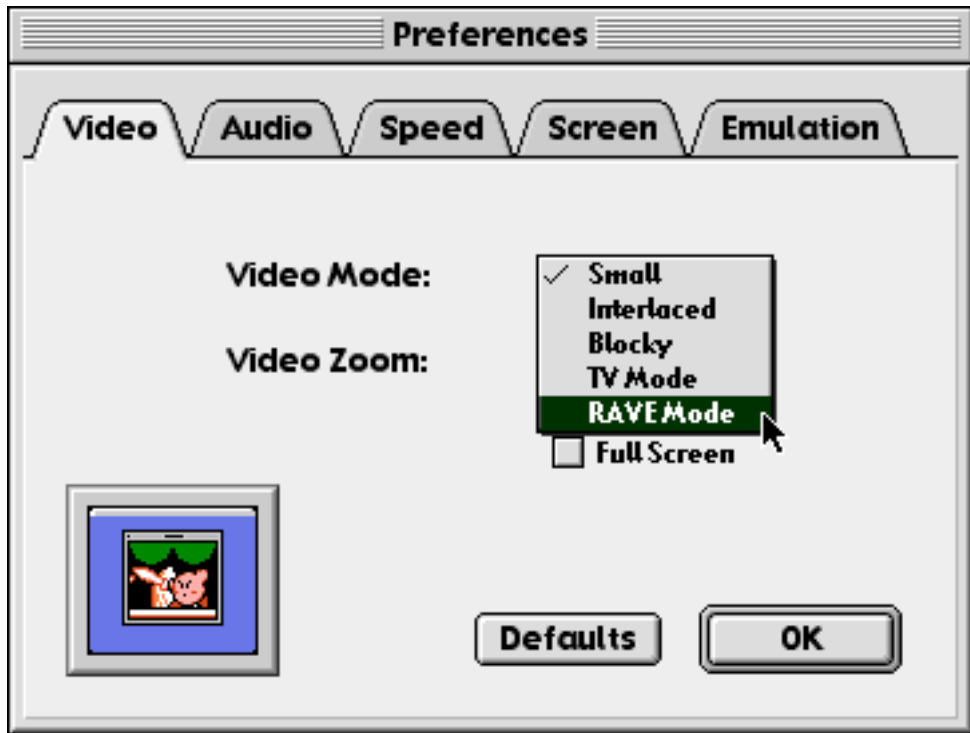 Preferences
Video Audio Speed Screen Emulation
Video Mode:
Small
Interlaced
Blocky
Video Zoom:
TV Mode
RAVE Mode
Full Screen
Defaults OK